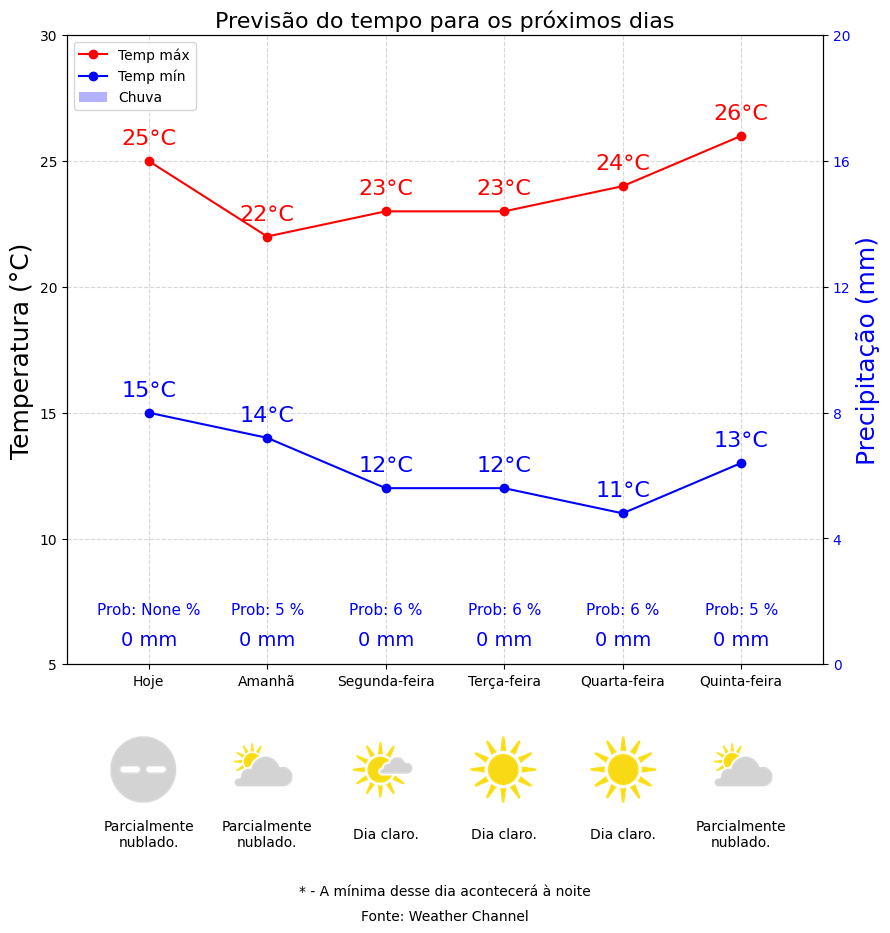 Previsão do tempo para os próximos dias
30
20
Temp máx
Temp mín
Chuva
26°C
25°C
25
16
24°C
23°C
23°C
22°C
20
12
Temperatura (°C)
Precipitação (mm)
15°C
15
8
14°C
13°C
12°C
12°C
11°C
10
4
Prob: None %
Prob: 5 %
Prob: 6 %
Prob: 6 %
Prob: 6 %
Prob: 5 %
0 mm
0 mm
0 mm
0 mm
0 mm
0 mm
5
0
Hoje
Amanhã
Segunda-feira
Terça-feira
Quarta-feira
Quinta-feira
Parcialmente
nublado.
Parcialmente
nublado.
Dia claro.
Dia claro.
Dia claro.
Parcialmente
nublado.
* - A mínima desse dia acontecerá à noite
Fonte: Weather Channel